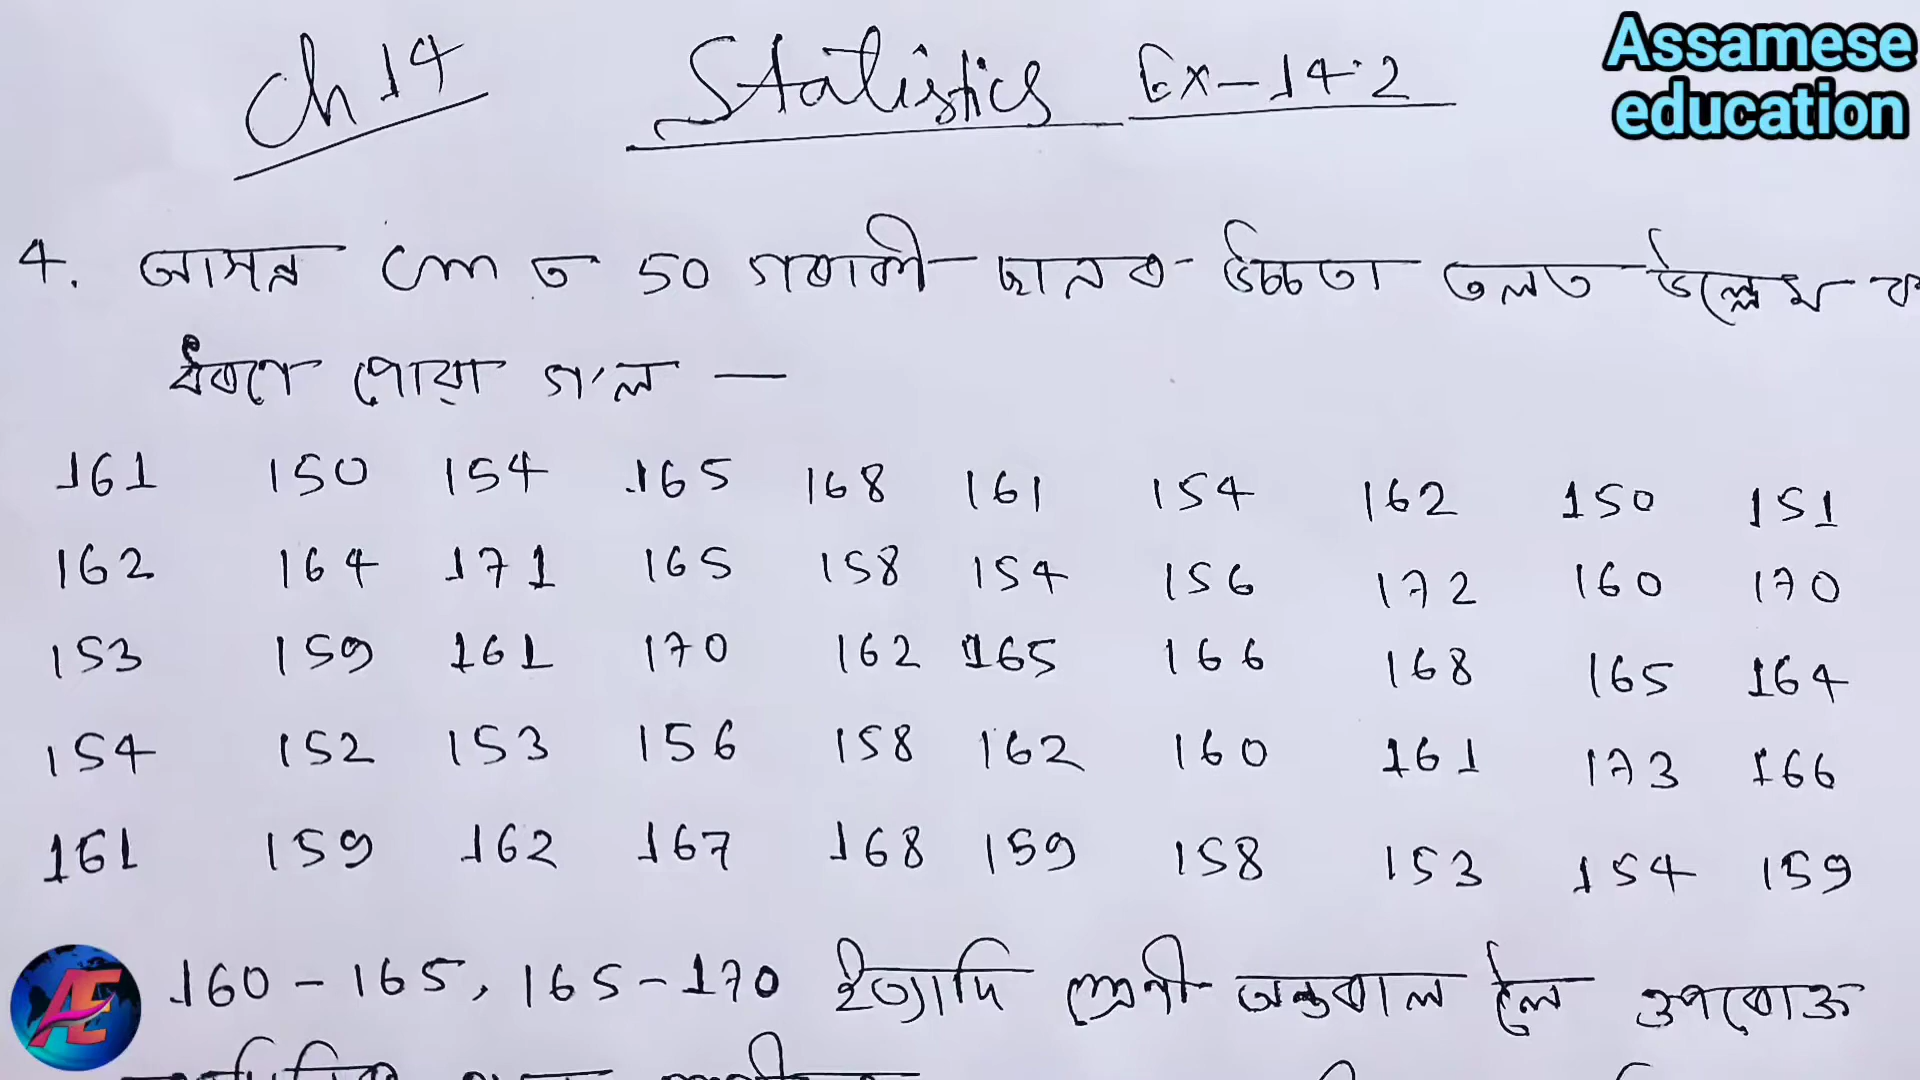 Ch 14 Statistics Ex-14.2
Assamese
education
4. আসন্ন cm ত 50 গৰাকী ছাত্ৰৰ উচ্চতা তলত উল্লেখ
ধৰণে পোৱা গ'ল —
161 150 154 165 168 161 154 162 150 151
162 164 171 165 158 154 156 172 160 170
153 159 161 170 162 165 166 168 165 164
154 152 153 156 158 162 160 161 173 166
161 159 162 167 168 159 158 153 154 159
160 - 165, 165 - 170 ইত্যাদি শ্ৰেণী অন্তৰাল লৈ ওপৰোক্ত
AE